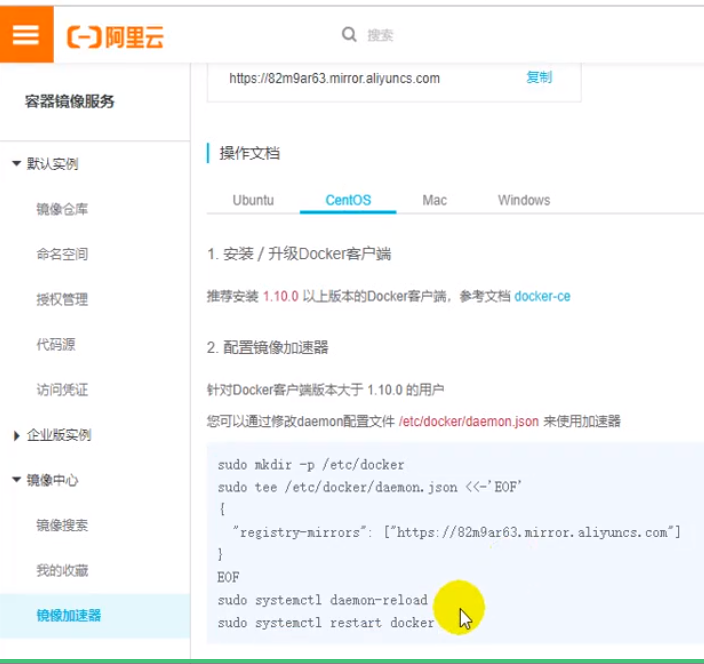 阿里云
搜索
容器镜像服务
https://82m9ar63.mirror.aliyuncs.com 复制
默认实例
镜像仓库
命名空间
授权管理
代码源
访问凭证
企业版实例
镜像中心
镜像搜索
我的收藏
镜像加速器
操作文档
Ubuntu CentOS Mac Windows
1. 安装 / 升级Docker客户端
推荐安装 1.10.0 以上版本的Docker客户端，参考文档 docker-ce
2. 配置镜像加速器
针对Docker客户端版本大于 1.10.0 的用户
您可以通过修改daemon配置文件 /etc/docker/daemon.json 来使用加速器
sudo mkdir -p /etc/docker
sudo tee /etc/docker/daemon.json <<-'EOF'
{
"registry-mirrors": ["https://82m9ar63.mirror.aliyuncs.com"]
}
EOF
sudo systemctl daemon-reload
sudo systemctl restart docker